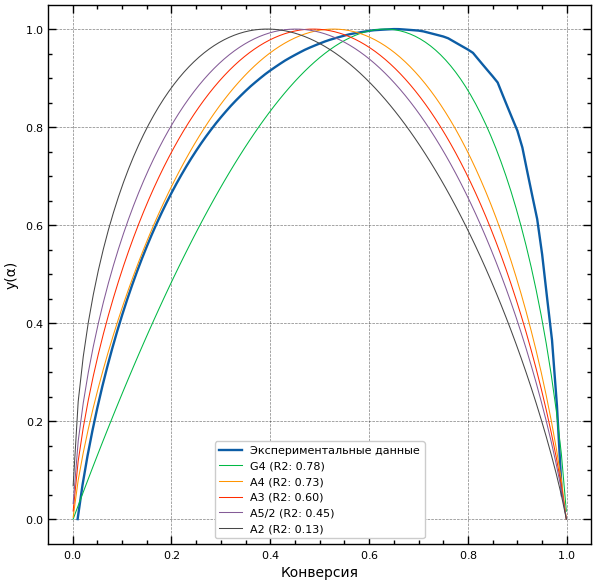 1.0
0.8
0.6
0.4
0.2
0.0
y(α)
Экспериментальные данные
G4 (R2: 0.78)
A4 (R2: 0.73)
A3 (R2: 0.60)
A5/2 (R2: 0.45)
A2 (R2: 0.13)
0.0 0.2 0.4 0.6 0.8 1.0
Конверсия